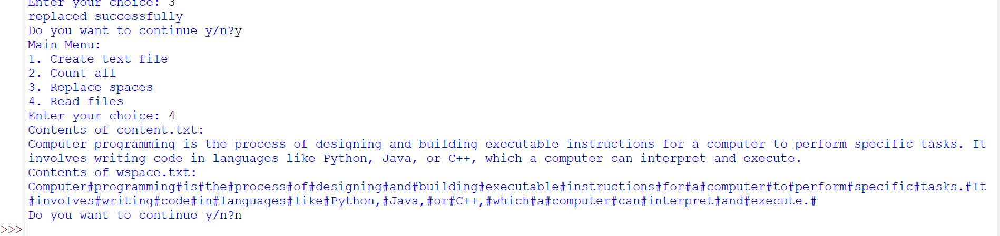 Enter your choice: 3
replaced successfully
Do you want to continue y/n?y
Main Menu:
1. Create text file
2. Count all
3. Replace spaces
4. Read files
Enter your choice: 4
Contents of content.txt:
Computer programming is the process of designing and building executable instructions for a computer to perform specific tasks. It
involves writing code in languages like Python, Java, or C++, which a computer can interpret and execute.
Contents of wspace.txt:
Computer#programming#is#the#process#of#designing#and#building#executable#instructions#for#a#computer#to#perform#specific#tasks.#It
#involves#writing#code#in#languages#like#Python,#Java,#or#C++,#which#a#computer#can#interpret#and#execute.#
Do you want to continue y/n?n
>>>